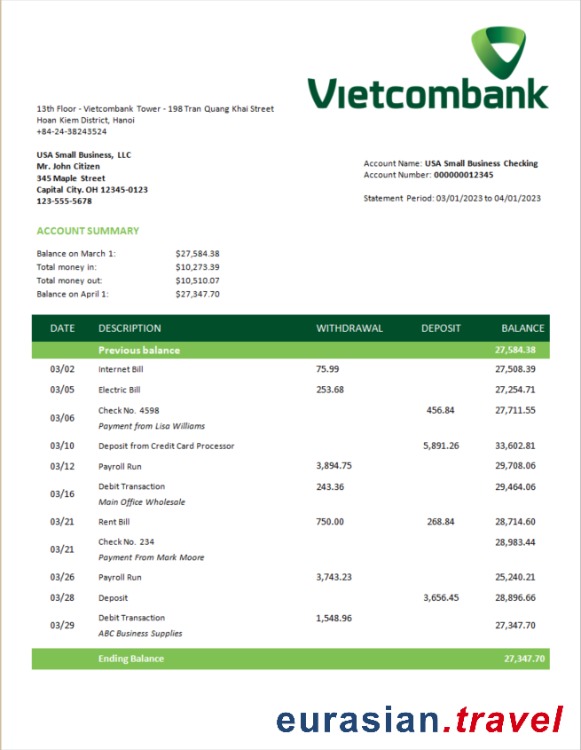 Vietcombank
13th Floor - Vietcombank Tower - 198 Tran Quang Khai Street
Hoan Kiem District, Hanoi
+84-24-38243524
USA Small Business, LLC
Mr. John Citizen
345 Maple Street
Capital City. OH 12345-0123
123-555-5678
Account Name: USA Small Business Checking
Account Number: 000000012345
Statement Period: 03/01/2023 to 04/01/2023
ACCOUNT SUMMARY
Balance on March 1: $27,584.38
Total money in: $10,273.39
Total money out: $10,510.07
Balance on April 1: $27,347.70
DATE DESCRIPTION WITHDRAWAL DEPOSIT BALANCE
Previous balance 27,584.38
03/02 Internet Bill 75.99 27,508.39
03/05 Electric Bill 253.68 27,254.71
03/06 Check No. 4598 456.84 27,711.55
Payment from Lisa Williams
03/10 Deposit from Credit Card Processor 5,891.26 33,602.81
03/12 Payroll Run 3,894.75 29,708.06
03/16 Debit Transaction 243.36 29,464.06
Main Office Wholesale
03/21 Rent Bill 750.00 268.84 28,714.60
03/21 Check No. 234 28,983.44
Payment From Mark Moore
03/26 Payroll Run 3,743.23 25,240.21
03/28 Deposit 3,656.45 28,896.66
03/29 Debit Transaction 1,548.96 27,347.70
ABC Business Supplies
Ending Balance 27,347.70
eurasian.travel